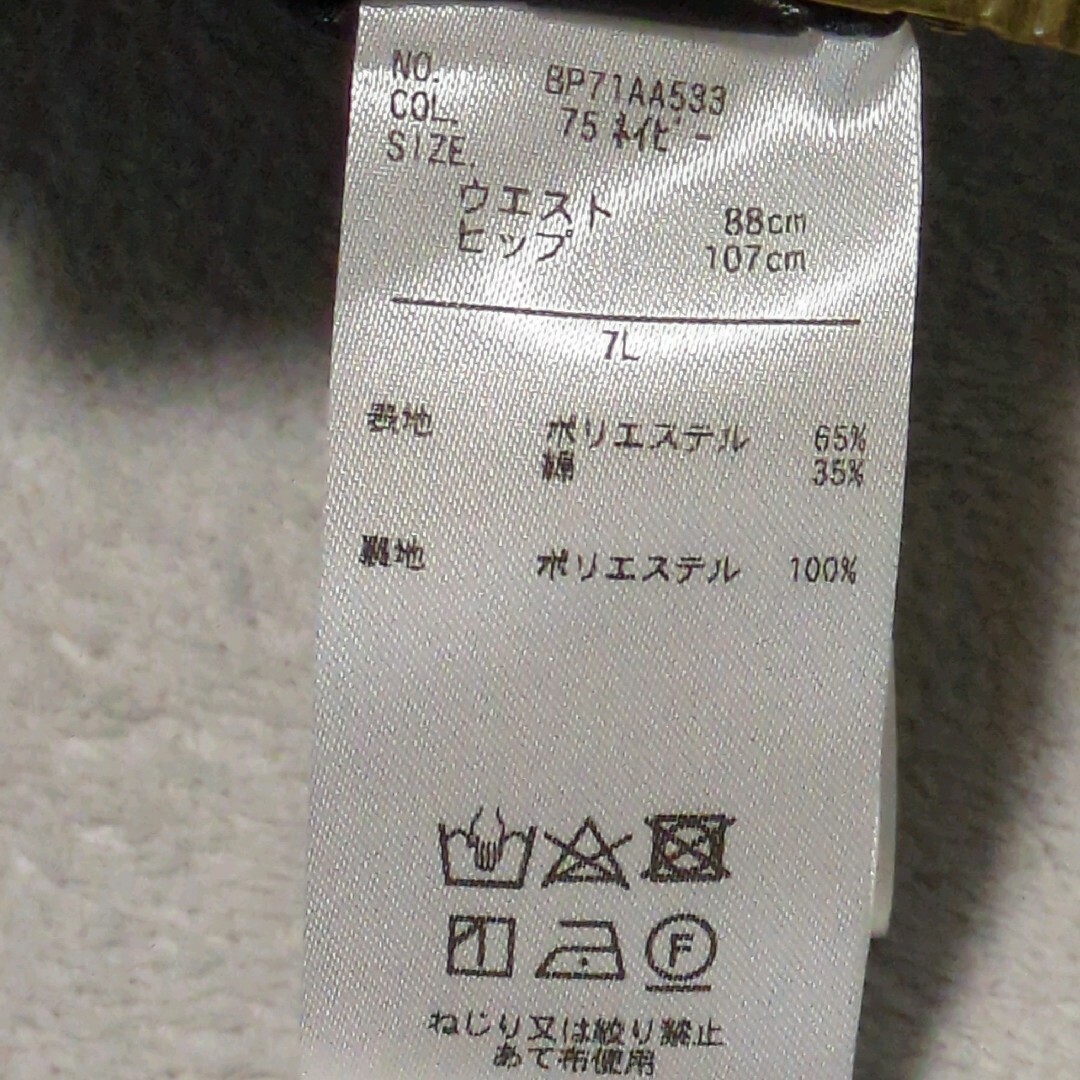 NO. BP71AA533
COL. 75 ﾈｲﾋﾞｰ
SIZE.
ウエスト 88cm
ヒップ 107cm
7L
表地 ポリエステル 65%
綿 35%
裏地 ポリエステル 100%
F
ねじり又は絞り禁止
あて布使用